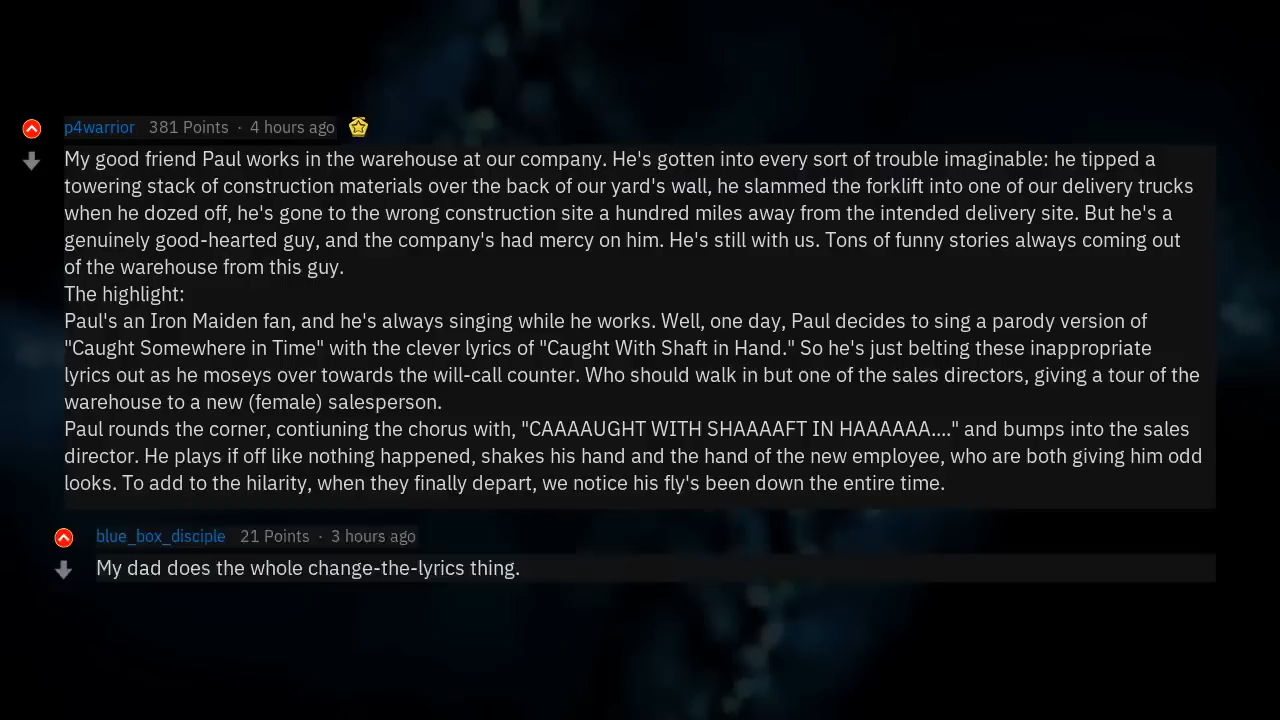 p4warrior 381 Points · 4 hours ago
My good friend Paul works in the warehouse at our company. He's gotten into every sort of trouble imaginable: he tipped a
towering stack of construction materials over the back of our yard's wall, he slammed the forklift into one of our delivery trucks
when he dozed off, he's gone to the wrong construction site a hundred miles away from the intended delivery site. But he's a
genuinely good-hearted guy, and the company's had mercy on him. He's still with us. Tons of funny stories always coming out
of the warehouse from this guy.
The highlight:
Paul's an Iron Maiden fan, and he's always singing while he works. Well, one day, Paul decides to sing a parody version of
"Caught Somewhere in Time" with the clever lyrics of "Caught With Shaft in Hand." So he's just belting these inappropriate
lyrics out as he moseys over towards the will-call counter. Who should walk in but one of the sales directors, giving a tour of the
warehouse to a new (female) salesperson.
Paul rounds the corner, contiuning the chorus with, "CAAAAUGHT WITH SHAAAAFT IN HAAAAAA...." and bumps into the sales
director. He plays if off like nothing happened, shakes his hand and the hand of the new employee, who are both giving him odd
looks. To add to the hilarity, when they finally depart, we notice his fly's been down the entire time.
blue_box_disciple 21 Points · 3 hours ago
My dad does the whole change-the-lyrics thing.